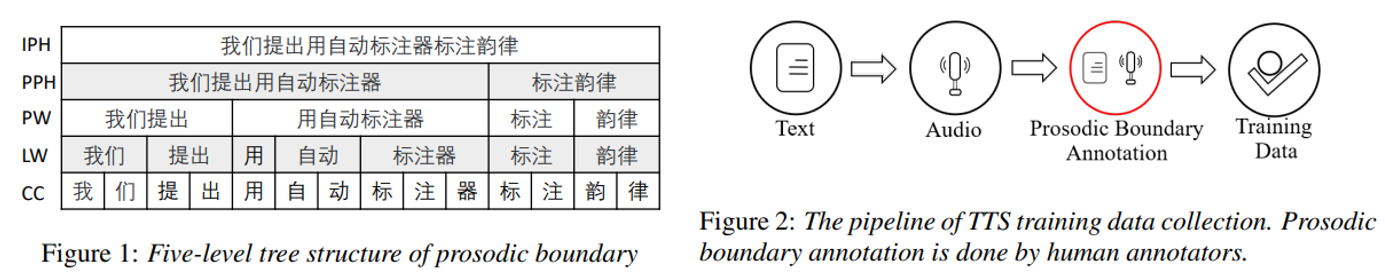 IPH 我们提出用自动标注器标注韵律
PPH 我们提出用自动标注器 标注韵律
PW 我们提出 用自动标注器 标注 韵律
LW 我们 提出 用 自动 标注器 标注 韵律
CC 我 们 提 出 用 自 动 标 注 器 标 注 韵 律
Figure 1: Five-level tree structure of prosodic boundary
Text
Audio
Prosodic Boundary
Annotation
Training
Data
Figure 2: The pipeline of TTS training data collection. Prosodic
boundary annotation is done by human annotators.